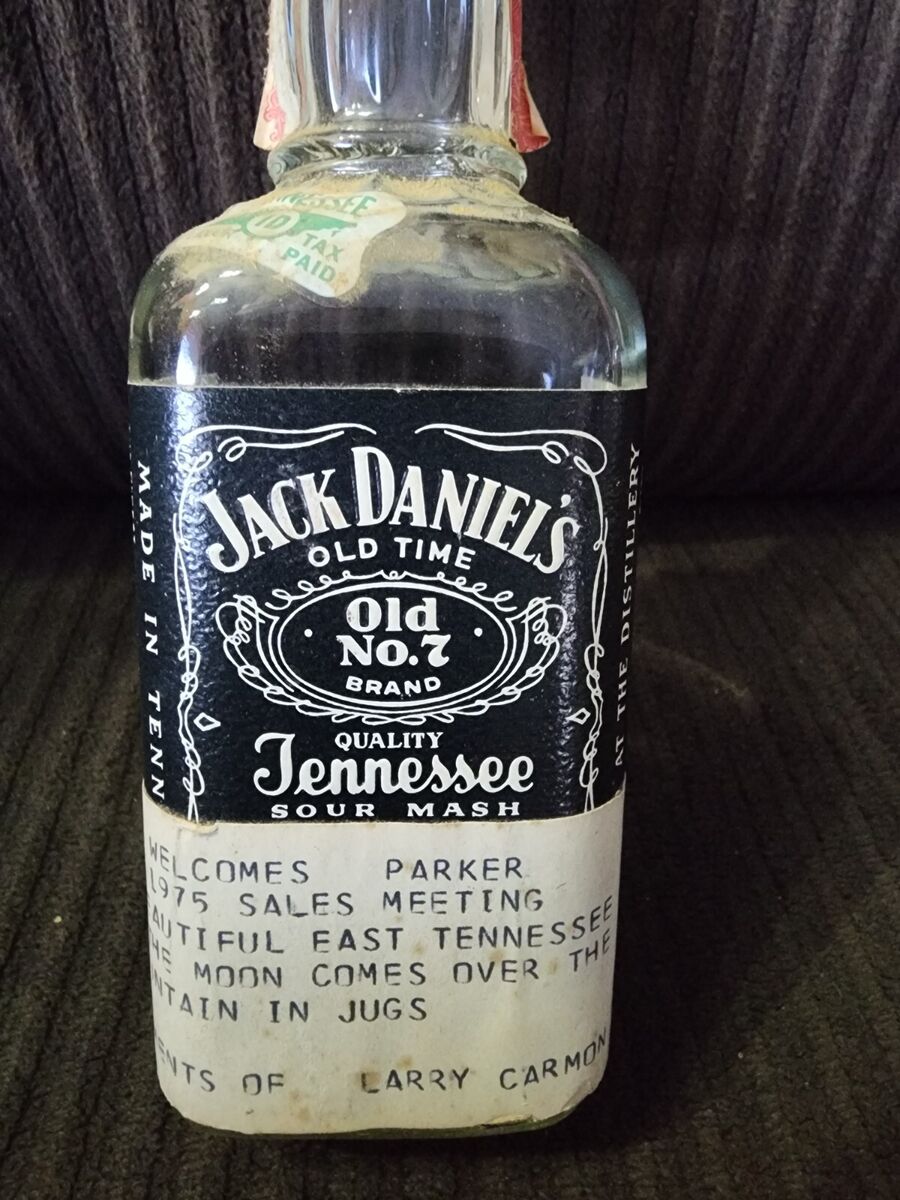 TAX
PAID
MADE IN TENN
JACK DANIEL'S
OLD TIME
Old
No.7
BRAND
QUALITY
Tennessee
SOUR MASH
AT THE DISTILLERY
WELCOMES PARKER
1975 SALES MEETING
AUTIFUL EAST TENNESSEE
HE MOON COMES OVER THE
NTAIN IN JUGS
ENTS OF LARRY CARMON